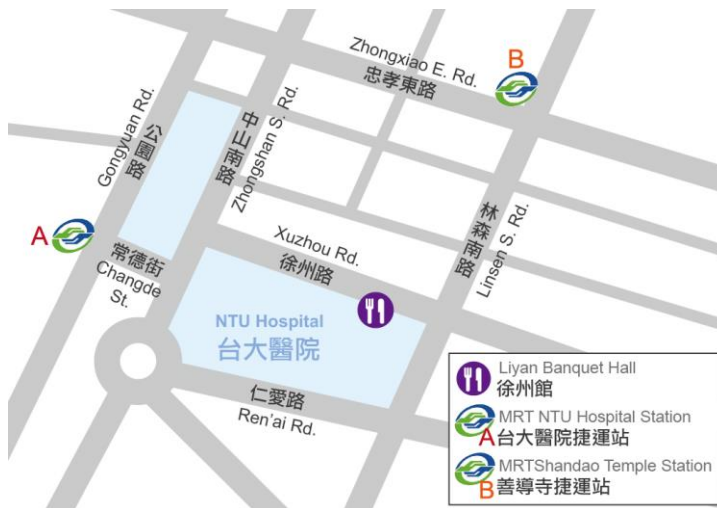 Zhongxiao E. Rd.
忠孝東路
B
Gongyuan Rd.
公園路
中山南路
Zhongshan S. Rd.
A
常德街
Changde
St.
Xuzhou Rd.
徐州路
林森南路
Linsen S. Rd.
NTU Hospital
台大醫院
仁愛路
Ren'ai Rd.
Liyan Banquet Hall
徐州館
MRT NTU Hospital Station
A台大醫院捷運站
MRTShandao Temple Station
B善導寺捷運站